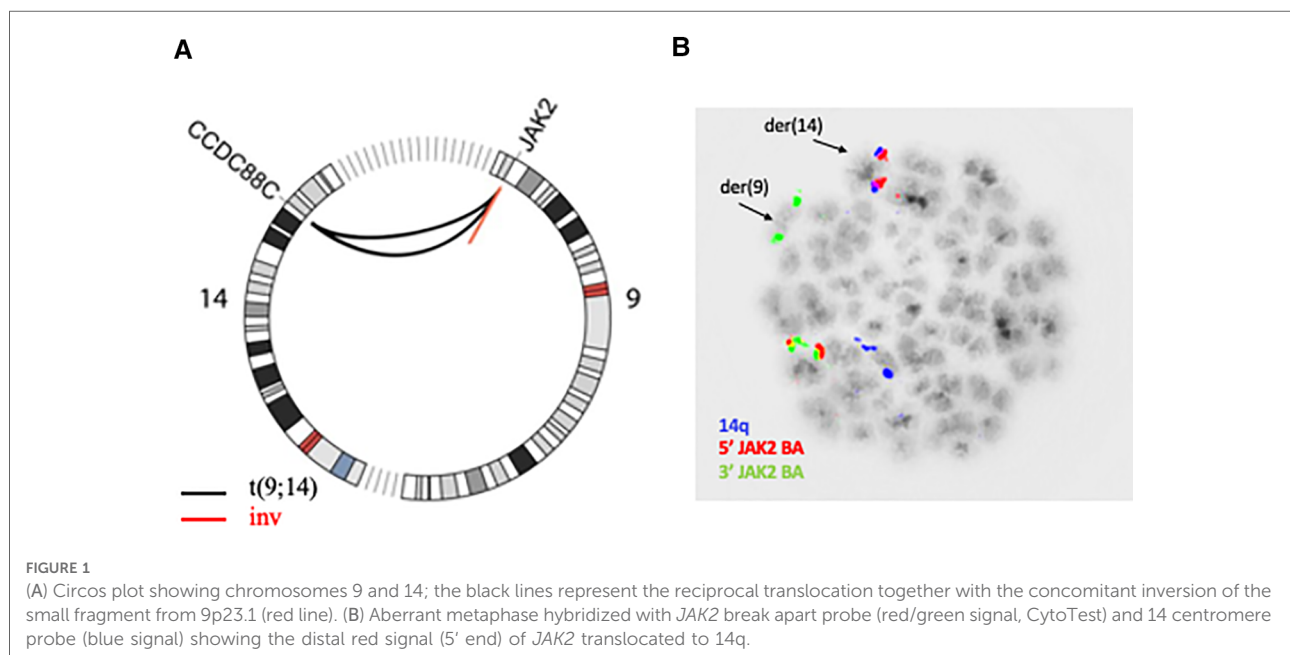 A
B
CCDC88C
JAK2
14
9
t(9;14)
inv
der(14)
der(9)
14q
5' JAK2 BA
3' JAK2 BA
FIGURE 1
(A) Circos plot showing chromosomes 9 and 14; the black lines represent the reciprocal translocation together with the concomitant inversion of the
small fragment from 9p23.1 (red line). (B) Aberrant metaphase hybridized with JAK2 break apart probe (red/green signal, CytoTest) and 14 centromere
probe (blue signal) showing the distal red signal (5' end) of JAK2 translocated to 14q.